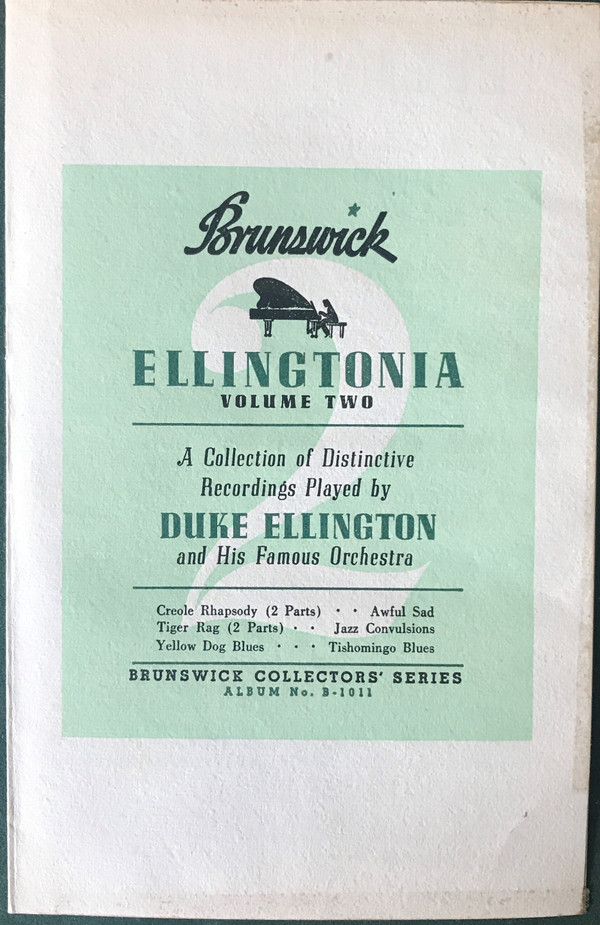 Brunswick
2
ELLINGTONIA
VOLUME TWO
A Collection of Distinctive
Recordings Played by
DUKE ELLINGTON
and His Famous Orchestra
Creole Rhapsody (2 Parts) · · Awful Sad
Tiger Rag (2 Parts) · · Jazz Convulsions
Yellow Dog Blues · · · Tishomingo Blues
BRUNSWICK COLLECTORS' SERIES
ALBUM No. B-1011